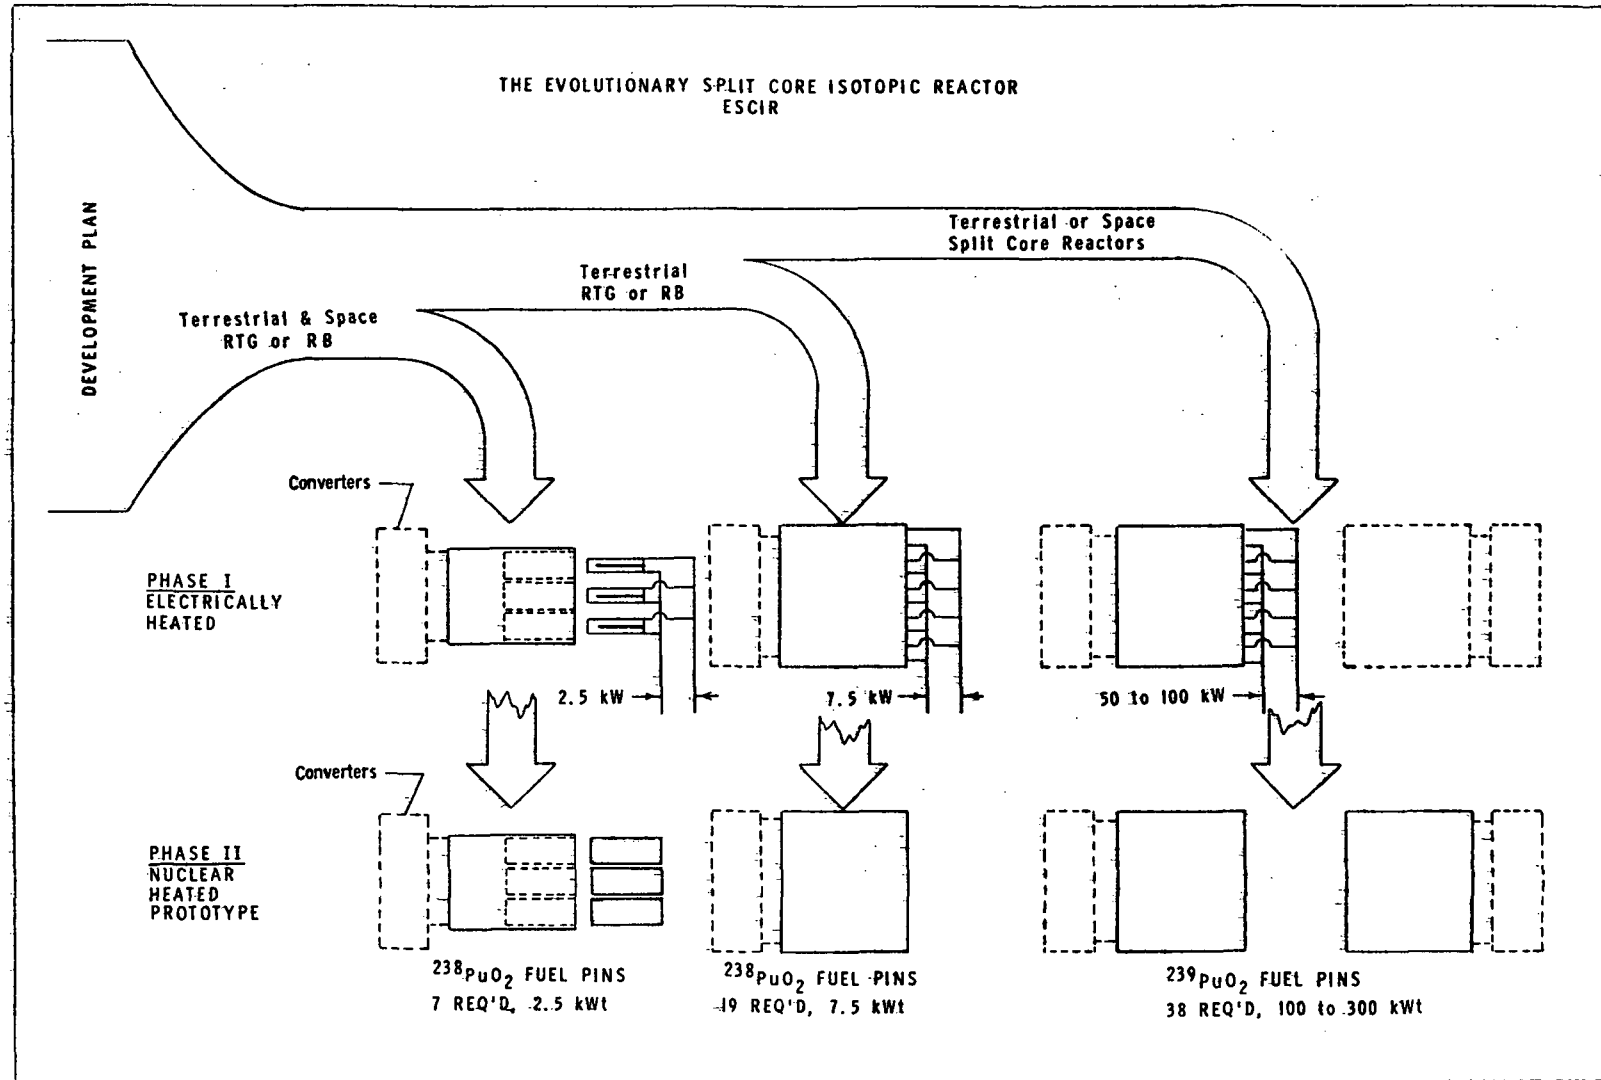 THE EVOLUTIONARY SPLIT CORE ISOTOPIC REACTOR
ESCIR
DEVELOPMENT PLAN
Terrestrial or Space
Split Core Reactors
Terrestrial
RTG or RB
Terrestrial & Space
RTG or RB
Converters
PHASE I
ELECTRICALLY
HEATED
2.5 kW
7.5 kW
50 to 100 kW
Converters
PHASE II
NUCLEAR
HEATED
PROTOTYPE
²³⁸PuO₂ FUEL PINS
7 REQ'D, 2.5 kWt
²³⁸PuO₂ FUEL PINS
19 REQ'D, 7.5 kWt
²³⁹PuO₂ FUEL PINS
38 REQ'D, 100 to 300 kWt